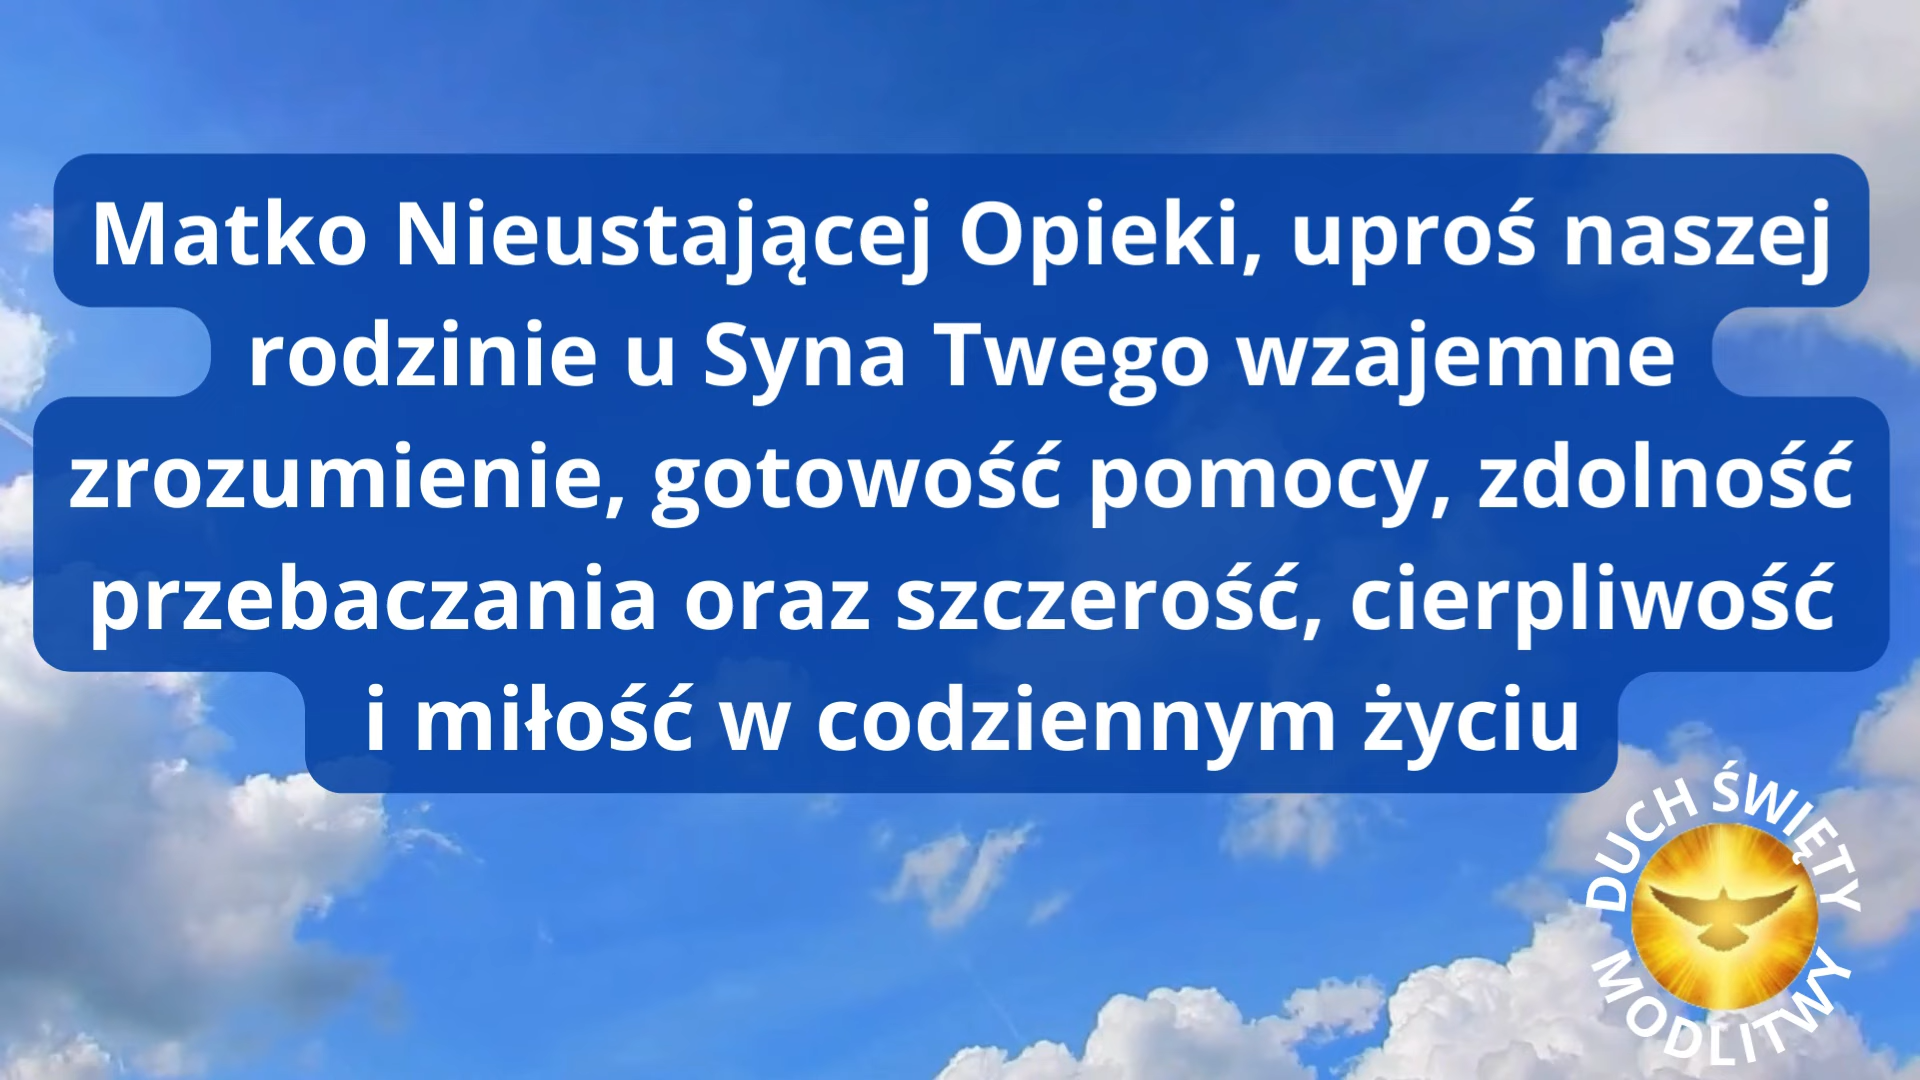 Matko Nieustającej Opieki, uproś naszej
rodzinie u Syna Twego wzajemne
zrozumienie, gotowość pomocy, zdolność
przebaczania oraz szczerość, cierpliwość
i miłość w codziennym życiu
DUCH ŚWIĘTY
MODLITWY